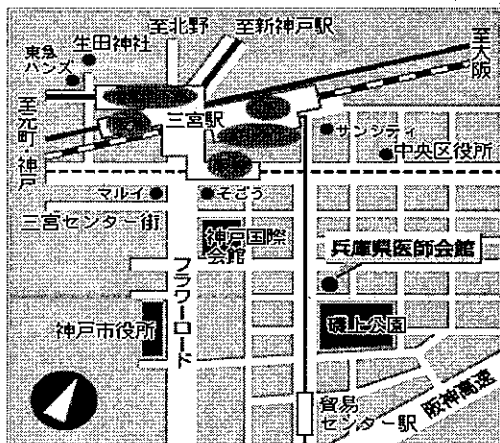 至北野
至新神戸駅
生田神社
東急
ハンズ
至大阪
至元町・神戸
三宮駅
サンシティ
中央区役所
マルイ
そごう
三宮センター街
神戸国際
会館
兵庫県医師会館
フラワーロード
神戸市役所
磯上公園
貿易
センター駅
阪神高速